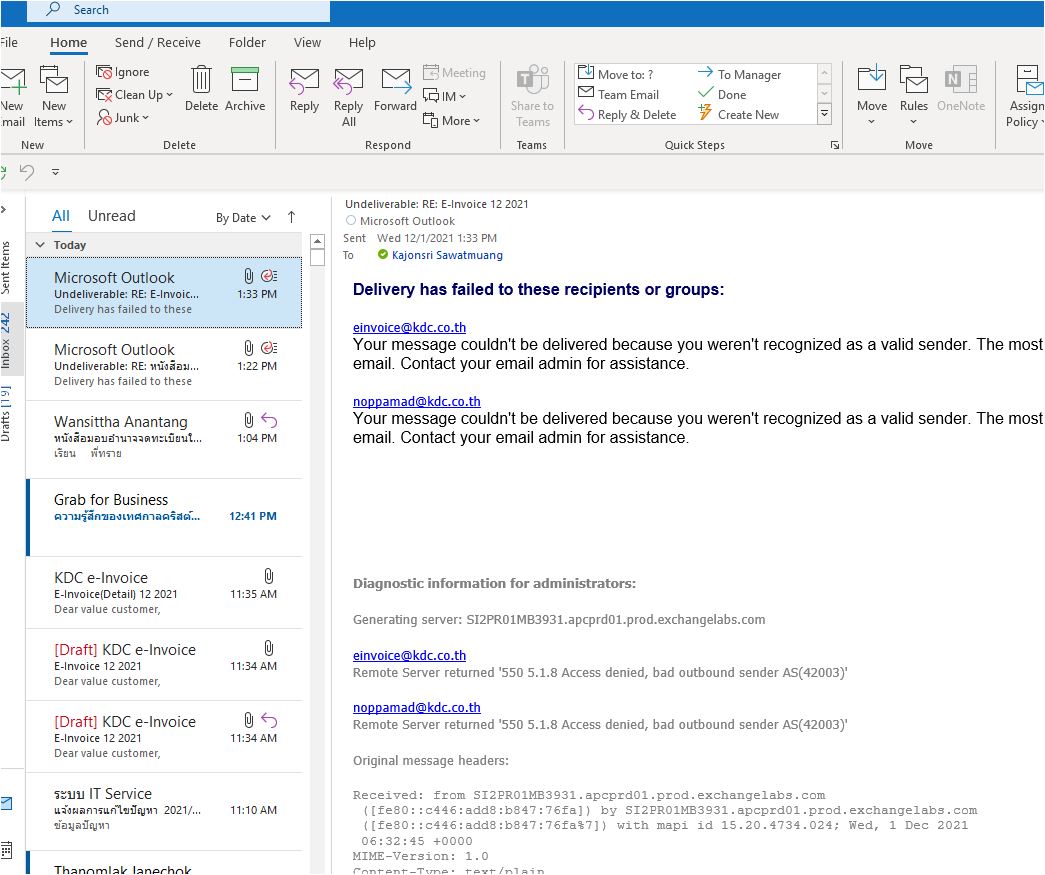 Search
File
Home
Send / Receive
Folder
View
Help
New
Email
New
Items
New
Ignore
Clean Up
Junk
Delete
Archive
Delete
Reply
Reply
All
Forward
Meeting
IM
More
Respond
Share to
Teams
Teams
Move to: ?
Team Email
Reply & Delete
To Manager
Done
Create New
Quick Steps
Move
Rules
OneNote
Move
Assign
Policy
Sent Items
Inbox 242
Drafts [19]
All
Unread
By Date
Today
Microsoft Outlook
Undeliverable: RE: E-Invoic...
1:33 PM
Delivery has failed to these
Microsoft Outlook
Undeliverable: RE: หนังสือม...
1:22 PM
Delivery has failed to these
Wansittha Anantang
หนังสือมอบอำนาจจดทะเบียนใ...
1:04 PM
เรียน พี่ทราย
Grab for Business
ความรู้สึกของเทศกาลคริสต์...
12:41 PM
KDC e-Invoice
E-Invoice(Detail) 12 2021
11:35 AM
Dear value customer,
[Draft] KDC e-Invoice
E-Invoice 12 2021
11:34 AM
Dear value customer,
[Draft] KDC e-Invoice
E-Invoice 12 2021
11:34 AM
Dear value customer,
ระบบ IT Service
แจ้งผลการแก้ไขปัญหา 2021/...
11:10 AM
ข้อมูลปัญหา
Thanomlak Janechok
Undeliverable: RE: E-Invoice 12 2021
Microsoft Outlook
Sent Wed 12/1/2021 1:33 PM
To Kajonsri Sawatmuang
Delivery has failed to these recipients or groups:
einvoice@kdc.co.th
Your message couldn't be delivered because you weren't recognized as a valid sender. The most
email. Contact your email admin for assistance.
noppamad@kdc.co.th
Your message couldn't be delivered because you weren't recognized as a valid sender. The most
email. Contact your email admin for assistance.
Diagnostic information for administrators:
Generating server: SI2PR01MB3931.apcprd01.prod.exchangelabs.com
einvoice@kdc.co.th
Remote Server returned '550 5.1.8 Access denied, bad outbound sender AS(42003)'
noppamad@kdc.co.th
Remote Server returned '550 5.1.8 Access denied, bad outbound sender AS(42003)'
Original message headers:
Received: from SI2PR01MB3931.apcprd01.prod.exchangelabs.com
([fe80::c446:add8:b847:76fa]) by SI2PR01MB3931.apcprd01.prod.exchangelabs.com
([fe80::c446:add8:b847:76fa%7]) with mapi id 15.20.4734.024; Wed, 1 Dec 2021
06:32:45 +0000
MIME-Version: 1.0
Content-Type: text/plain